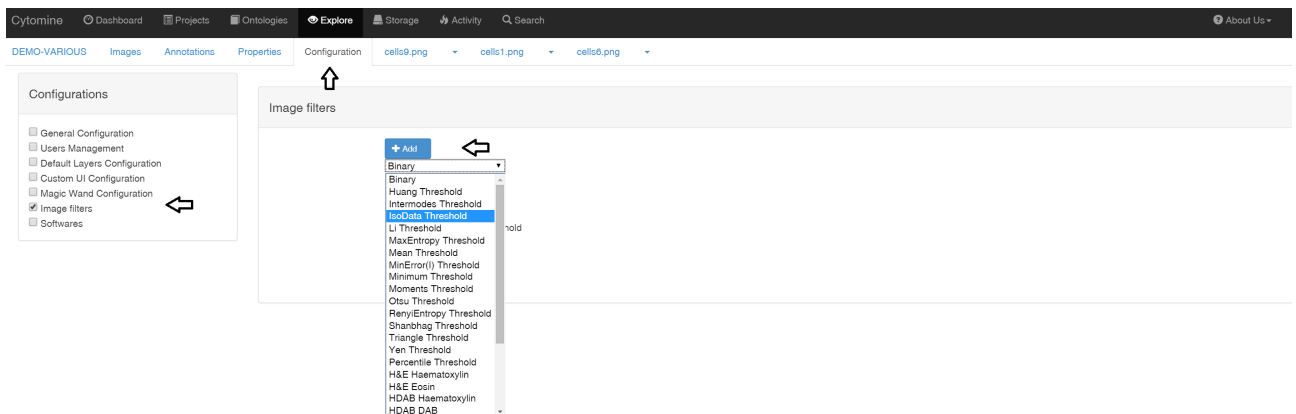 Cytomine Dashboard Projects Ontologies Explore Storage Activity Search About Us
DEMO-VARIOUS Images Annotations Properties Configuration cells9.png cells1.png cells6.png
Configurations
General Configuration
Users Management
Default Layers Configuration
Custom UI Configuration
Magic Wand Configuration
Image filters
Softwares
Image filters
Add
Binary
Binary
Huang Threshold
Intermodes Threshold
IsoData Threshold
Li Threshold
MaxEntropy Threshold
Mean Threshold
MinError(I) Threshold
Minimum Threshold
Moments Threshold
Otsu Threshold
RenyiEntropy Threshold
Shanbhag Threshold
Triangle Threshold
Yen Threshold
Percentile Threshold
H&E Haematoxylin
H&E Eosin
HDAB Haematoxylin
HDAB DAB